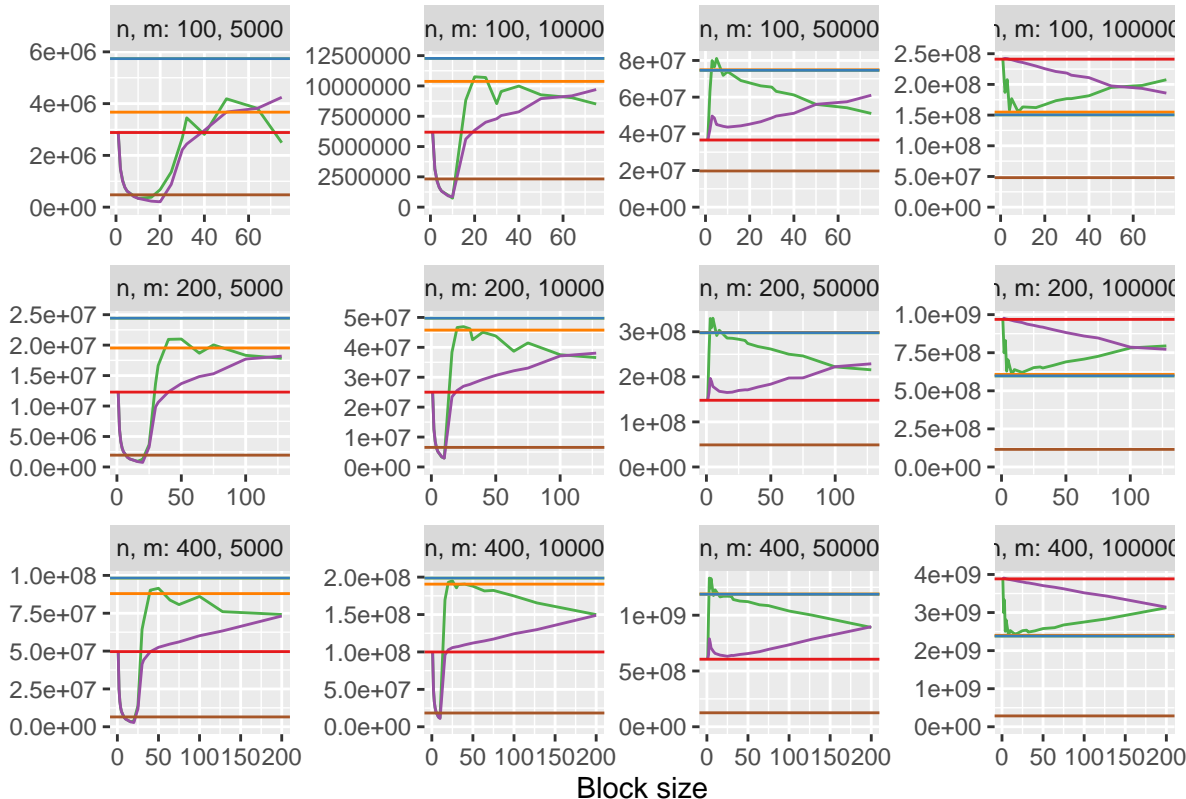 n, m: 100, 5000
n, m: 100, 10000
n, m: 100, 50000
n, m: 100, 100000
6e+06
4e+06
2e+06
0e+00
12500000
10000000
7500000
5000000
2500000
0
8e+07
6e+07
4e+07
2e+07
0e+00
2.5e+08
2.0e+08
1.5e+08
1.0e+08
5.0e+07
0.0e+00
0 20 40 60
0 20 40 60
0 20 40 60
0 20 40 60
n, m: 200, 5000
n, m: 200, 10000
n, m: 200, 50000
n, m: 200, 100000
2.5e+07
2.0e+07
1.5e+07
1.0e+07
5.0e+06
0.0e+00
5e+07
4e+07
3e+07
2e+07
1e+07
0e+00
3e+08
2e+08
1e+08
0e+00
1.0e+09
7.5e+08
5.0e+08
2.5e+08
0.0e+00
0 50 100
0 50 100
0 50 100
0 50 100
n, m: 400, 5000
n, m: 400, 10000
n, m: 400, 50000
n, m: 400, 100000
1.0e+08
7.5e+07
5.0e+07
2.5e+07
0.0e+00
2.0e+08
1.5e+08
1.0e+08
5.0e+07
0.0e+00
1e+09
5e+08
0e+00
4e+09
3e+09
2e+09
1e+09
0e+00
0 50 100 150 200
0 50 100 150 200
0 50 100 150 200
0 50 100 150 200
Block size